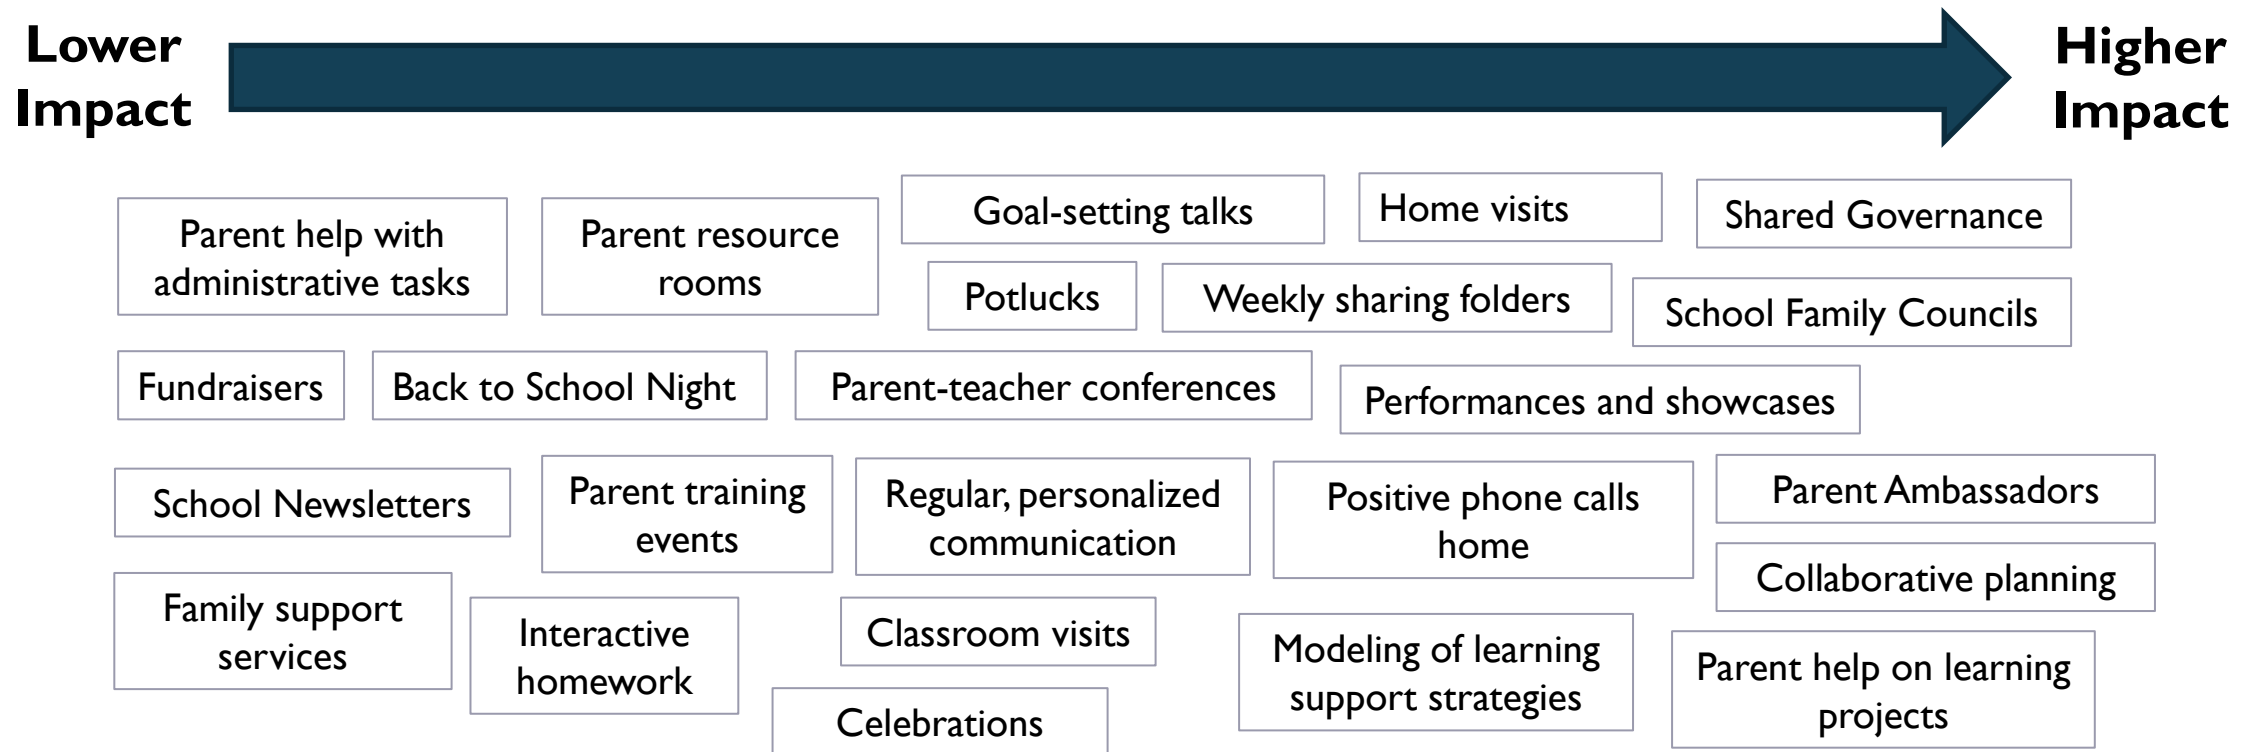 Lower
Impact
Higher
Impact
Parent help with
administrative tasks
Parent resource
rooms
Goal-setting talks
Home visits
Shared Governance
Potlucks
Weekly sharing folders
School Family Councils
Fundraisers
Back to School Night
Parent-teacher conferences
Performances and showcases
School Newsletters
Parent training
events
Regular, personalized
communication
Positive phone calls
home
Parent Ambassadors
Collaborative planning
Family support
services
Interactive
homework
Classroom visits
Modeling of learning
support strategies
Parent help on learning
projects
Celebrations